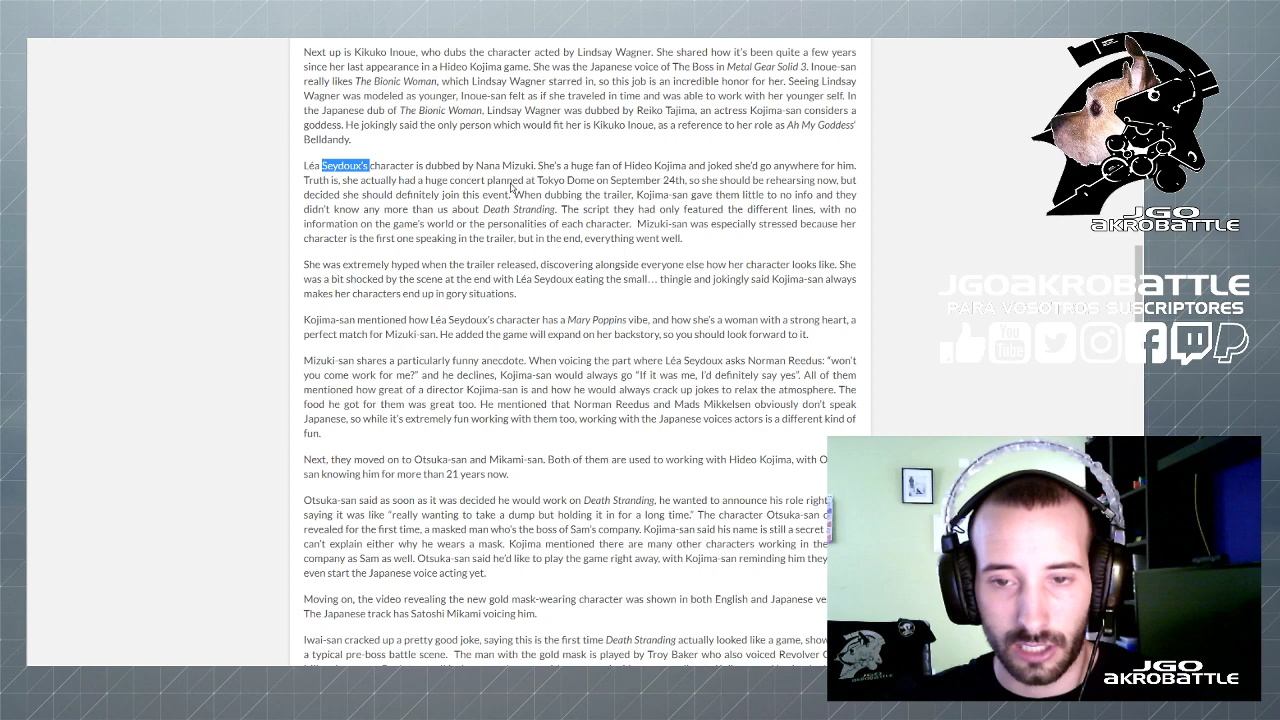 Next up is Kikuko Inoue, who dubs the character acted by Lindsay Wagner. She shared how it's been quite a few years
since her last appearance in a Hideo Kojima game. She was the Japanese voice of The Boss in Metal Gear Solid 3. Inoue-san
really likes The Bionic Woman, which Lindsay Wagner starred in, so this job is an incredible honor for her. Seeing Lindsay
Wagner was modeled as younger, Inoue-san felt as if she traveled in time and was able to work with her younger self. In
the Japanese dub of The Bionic Woman, Lindsay Wagner was dubbed by Reiko Tajima, an actress Kojima-san considers a
goddess. He jokingly said the only person which would fit her is Kikuko Inoue, as a reference to her role as Ah My Goddess'
Belldandy.
Léa Seydoux's character is dubbed by Nana Mizuki. She's a huge fan of Hideo Kojima and joked she'd go anywhere for him.
Truth is, she actually had a huge concert planned at Tokyo Dome on September 24th, so she should be rehearsing now, but
decided she should definitely join this event. When dubbing the trailer, Kojima-san gave them little to no info and they
didn't know any more than us about Death Stranding. The script they had only featured the different lines, with no
information on the game's world or the personalities of each character. Mizuki-san was especially stressed because her
character is the first one speaking in the trailer, but in the end, everything went well.
She was extremely hyped when the trailer released, discovering alongside everyone else how her character looks like. She
was a bit shocked by the scene at the end with Léa Seydoux eating the small… thingie and jokingly said Kojima-san always
makes her characters end up in gory situations.
Kojima-san mentioned how Léa Seydoux's character has a Mary Poppins vibe, and how she's a woman with a strong heart, a
perfect match for Mizuki-san. He added the game will expand on her backstory, so you should look forward to it.
Mizuki-san shares a particularly funny anecdote. When voicing the part where Léa Seydoux asks Norman Reedus: "won't
you come work for me?" and he declines, Kojima-san would always go "If it was me, I'd definitely say yes". All of them
mentioned how great of a director Kojima-san is and how he would always crack up jokes to relax the atmosphere. The
food he got for them was great too. He mentioned that Norman Reedus and Mads Mikkelsen obviously don't speak
Japanese, so while it's extremely fun working with them too, working with the Japanese voices actors is a different kind of
fun.
Next, they moved on to Otsuka-san and Mikami-san. Both of them are used to working with Hideo Kojima, with O
san knowing him for more than 21 years now.
Otsuka-san said as soon as it was decided he would work on Death Stranding, he wanted to announce his role right
saying it was like "really wanting to take a dump but holding it in for a long time." The character Otsuka-san
revealed for the first time, a masked man who's the boss of Sam's company. Kojima-san said his name is still a secret
can't explain either why he wears a mask. Kojima mentioned there are many other characters working in the
company as Sam as well. Otsuka-san said he'd like to play the game right away, with Kojima-san reminding him they
even start the Japanese voice acting yet.
Moving on, the video revealing the new gold mask-wearing character was shown in both English and Japanese ve
The Japanese track has Satoshi Mikami voicing him.
Iwai-san cracked up a pretty good joke, saying this is the first time Death Stranding actually looked like a game, show
a typical pre-boss battle scene. The man with the gold mask is played by Troy Baker who also voiced Revolver
JGO
AKROBATTLE
JGOAKROBATTLE
PARA VOSOTROS SUSCRIPTORES
You
Tube
JGO
AKROBATTLE